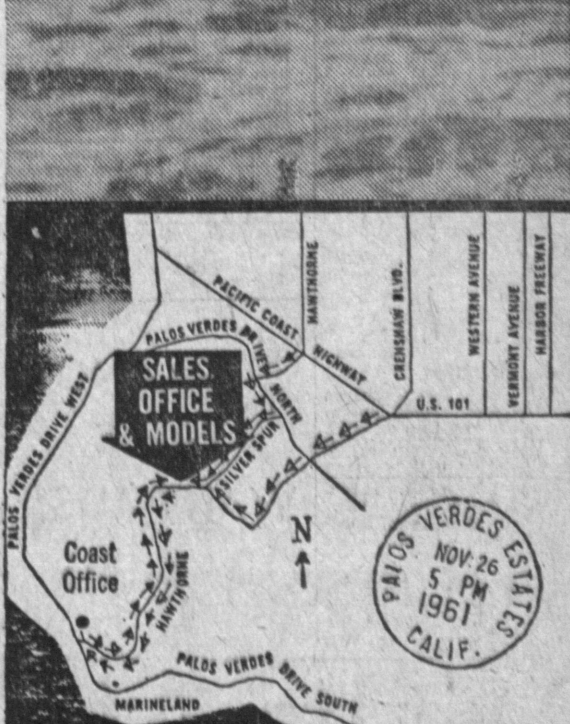 HAWTHORNE
CRENSHAW BLVD.
WESTERN AVENUE
VERMONT AVENUE
HARBOR FREEWAY
PACIFIC COAST
HIGHWAY
PALOS VERDES DRIVE
NORTH
U.S. 101
SALES
OFFICE
& MODELS
SILVER SPUR
PALOS VERDES DRIVE WEST
Coast
Office
HAWTHORNE
N
PALOS VERDES ESTATES
NOV. 26
5 PM
1961
CALIF.
PALOS VERDES DRIVE SOUTH
MARINELAND